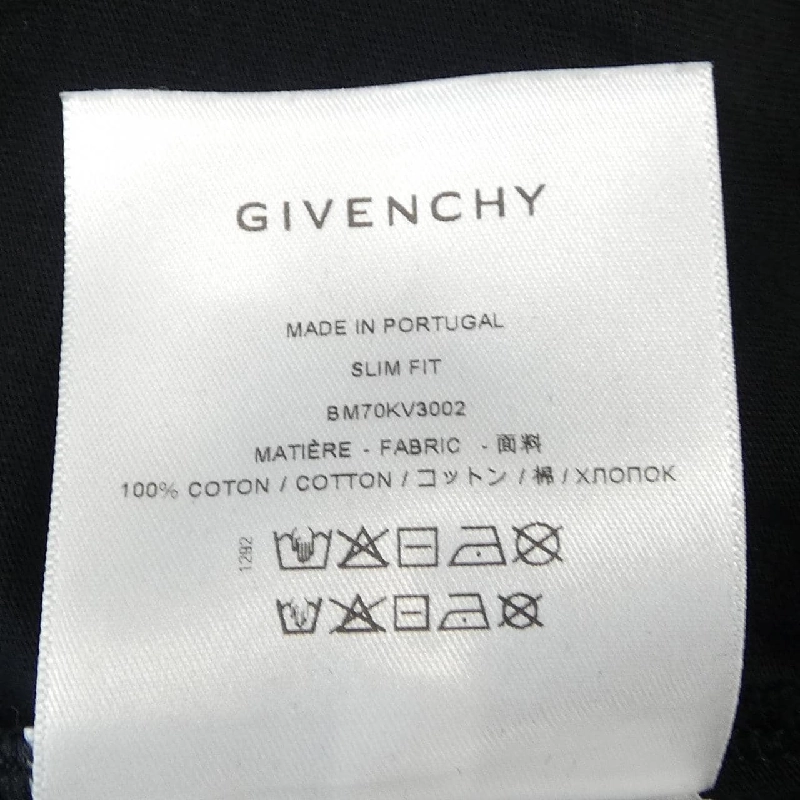 GIVENCHY
MADE IN PORTUGAL
SLIM FIT
BM70KV3002
MATIÈRE - FABRIC - 面料
100% COTON / COTTON / コットン / 棉 / ХЛОПОК
1292